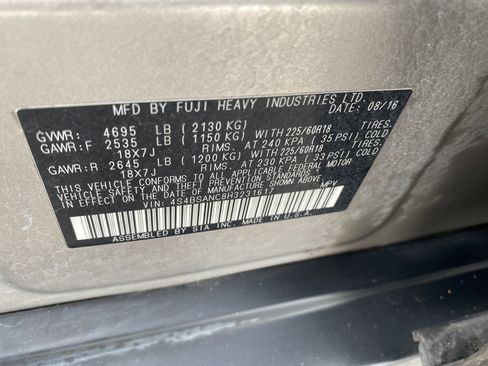 MFD BY FUJI HEAVY INDUSTRIES LTD.
DATE: 08/16
GVWR: 4695 LB (2130 KG)
GAWR:F 2535 LB (1150 KG) WITH 225/60R18 TIRES.
18X7J RIMS. AT 240 KPA (35 PSI) COLD
GAWR:R 2645 LB (1200 KG) WITH 225/60R18 TIRES.
18X7J RIMS. AT 230 KPA (33 PSI) COLD
THIS VEHICLE CONFORMS TO ALL APPLICABLE FEDERAL MOTOR
VEHICLE SAFETY AND THEFT PREVENTION STANDARDS
IN EFFECT ON THE DATE OF MANUFACTURE SHOWN ABOVE.
VIN: 4S4BSANC8H3231617 MPV
ASSEMBLED BY SIA INC. MADE IN U.S.A.